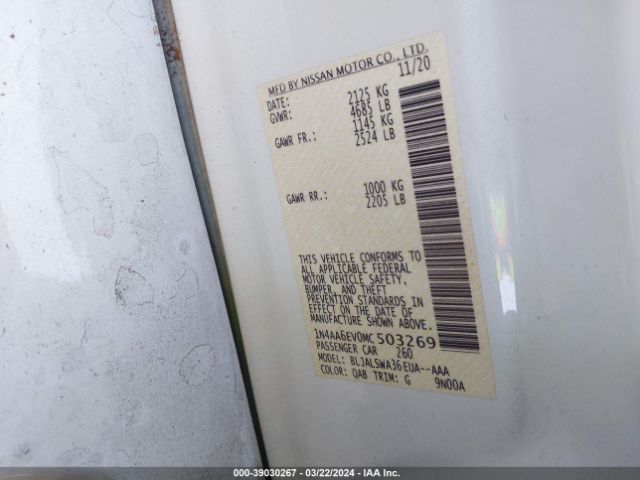 MFD BY NISSAN MOTOR CO., LTD.
DATE: 11/20
GVWR: 2125 KG
4685 LB
GAWR FR.: 1145 KG
2524 LB
GAWR RR.: 1000 KG
2205 LB
THIS VEHICLE CONFORMS TO
ALL APPLICABLE FEDERAL
MOTOR VEHICLE SAFETY,
BUMPER, AND THEFT
PREVENTION STANDARDS IN
EFFECT ON THE DATE OF
MANUFACTURE SHOWN ABOVE.
1N4AA6EV0MC503269
PASSENGER CAR 260
MODEL: BLJALSWA36EUA--AAA
COLOR: QAB TRIM: G 9N00A
000-39030267 - 03/22/2024 - IAA Inc.